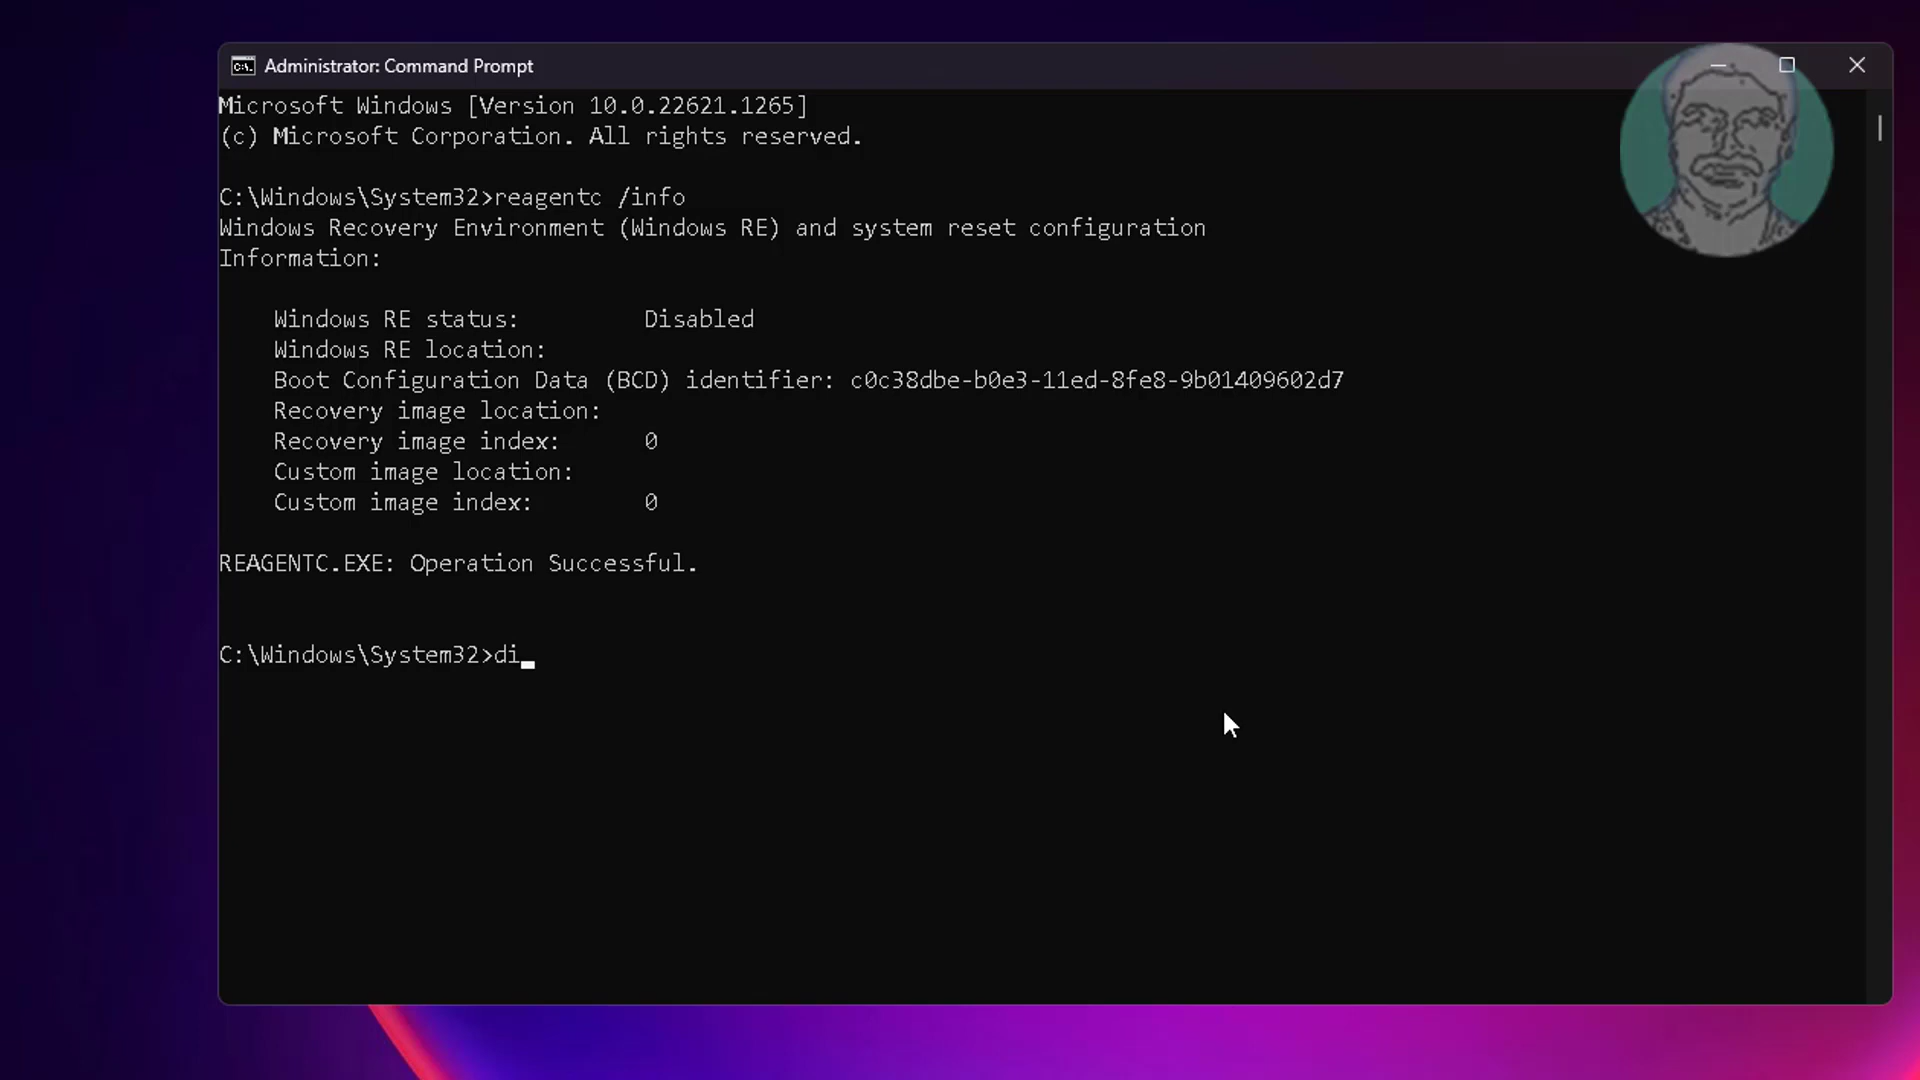 Administrator: Command Prompt
Microsoft Windows [Version 10.0.22621.1265]
(c) Microsoft Corporation. All rights reserved.
C:\Windows\System32>reagentc /info
Windows Recovery Environment (Windows RE) and system reset configuration
Information:
Windows RE status: Disabled
Windows RE location:
Boot Configuration Data (BCD) identifier: c0c38dbe-b0e3-11ed-8fe8-9b01409602d7
Recovery image location:
Recovery image index: 0
Custom image location:
Custom image index: 0
REAGENTC.EXE: Operation Successful.
C:\Windows\System32>di